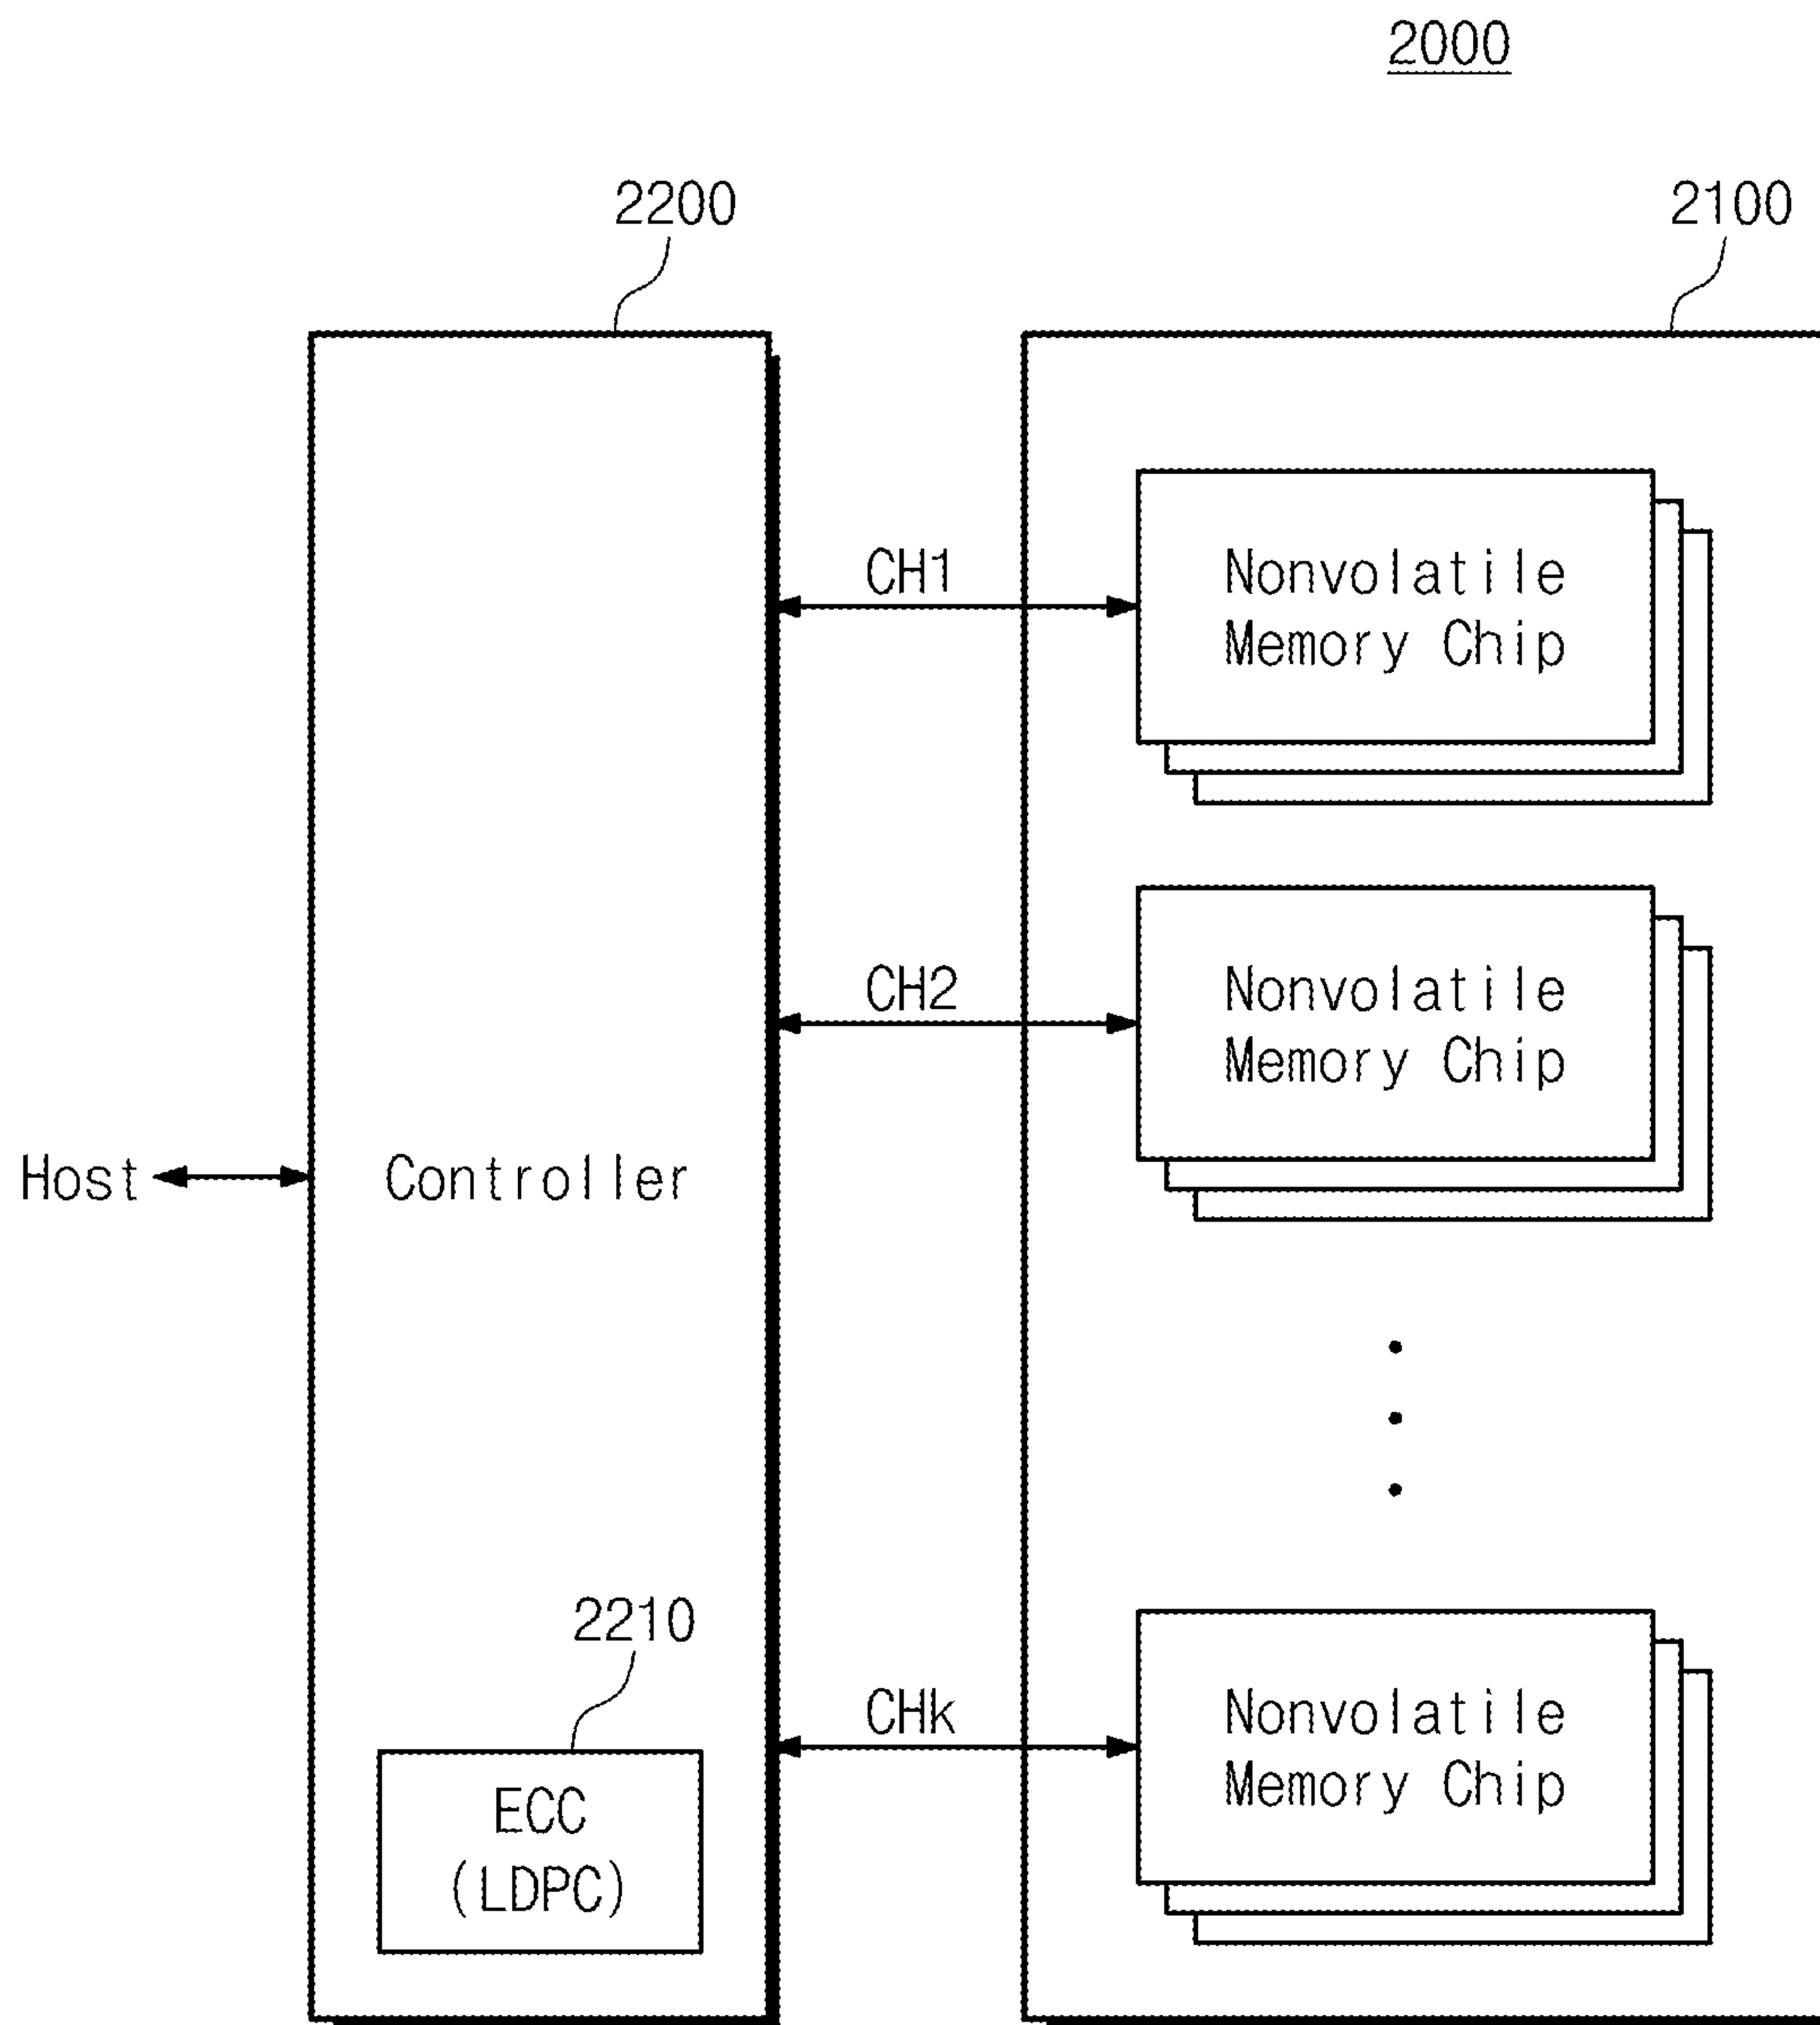 2000
2200
2100
CH1
Nonvolatile
Memory Chip
CH2
Nonvolatile
Memory Chip
Host
Controller
2210
CHk
Nonvolatile
Memory Chip
ECC
(LDPC)